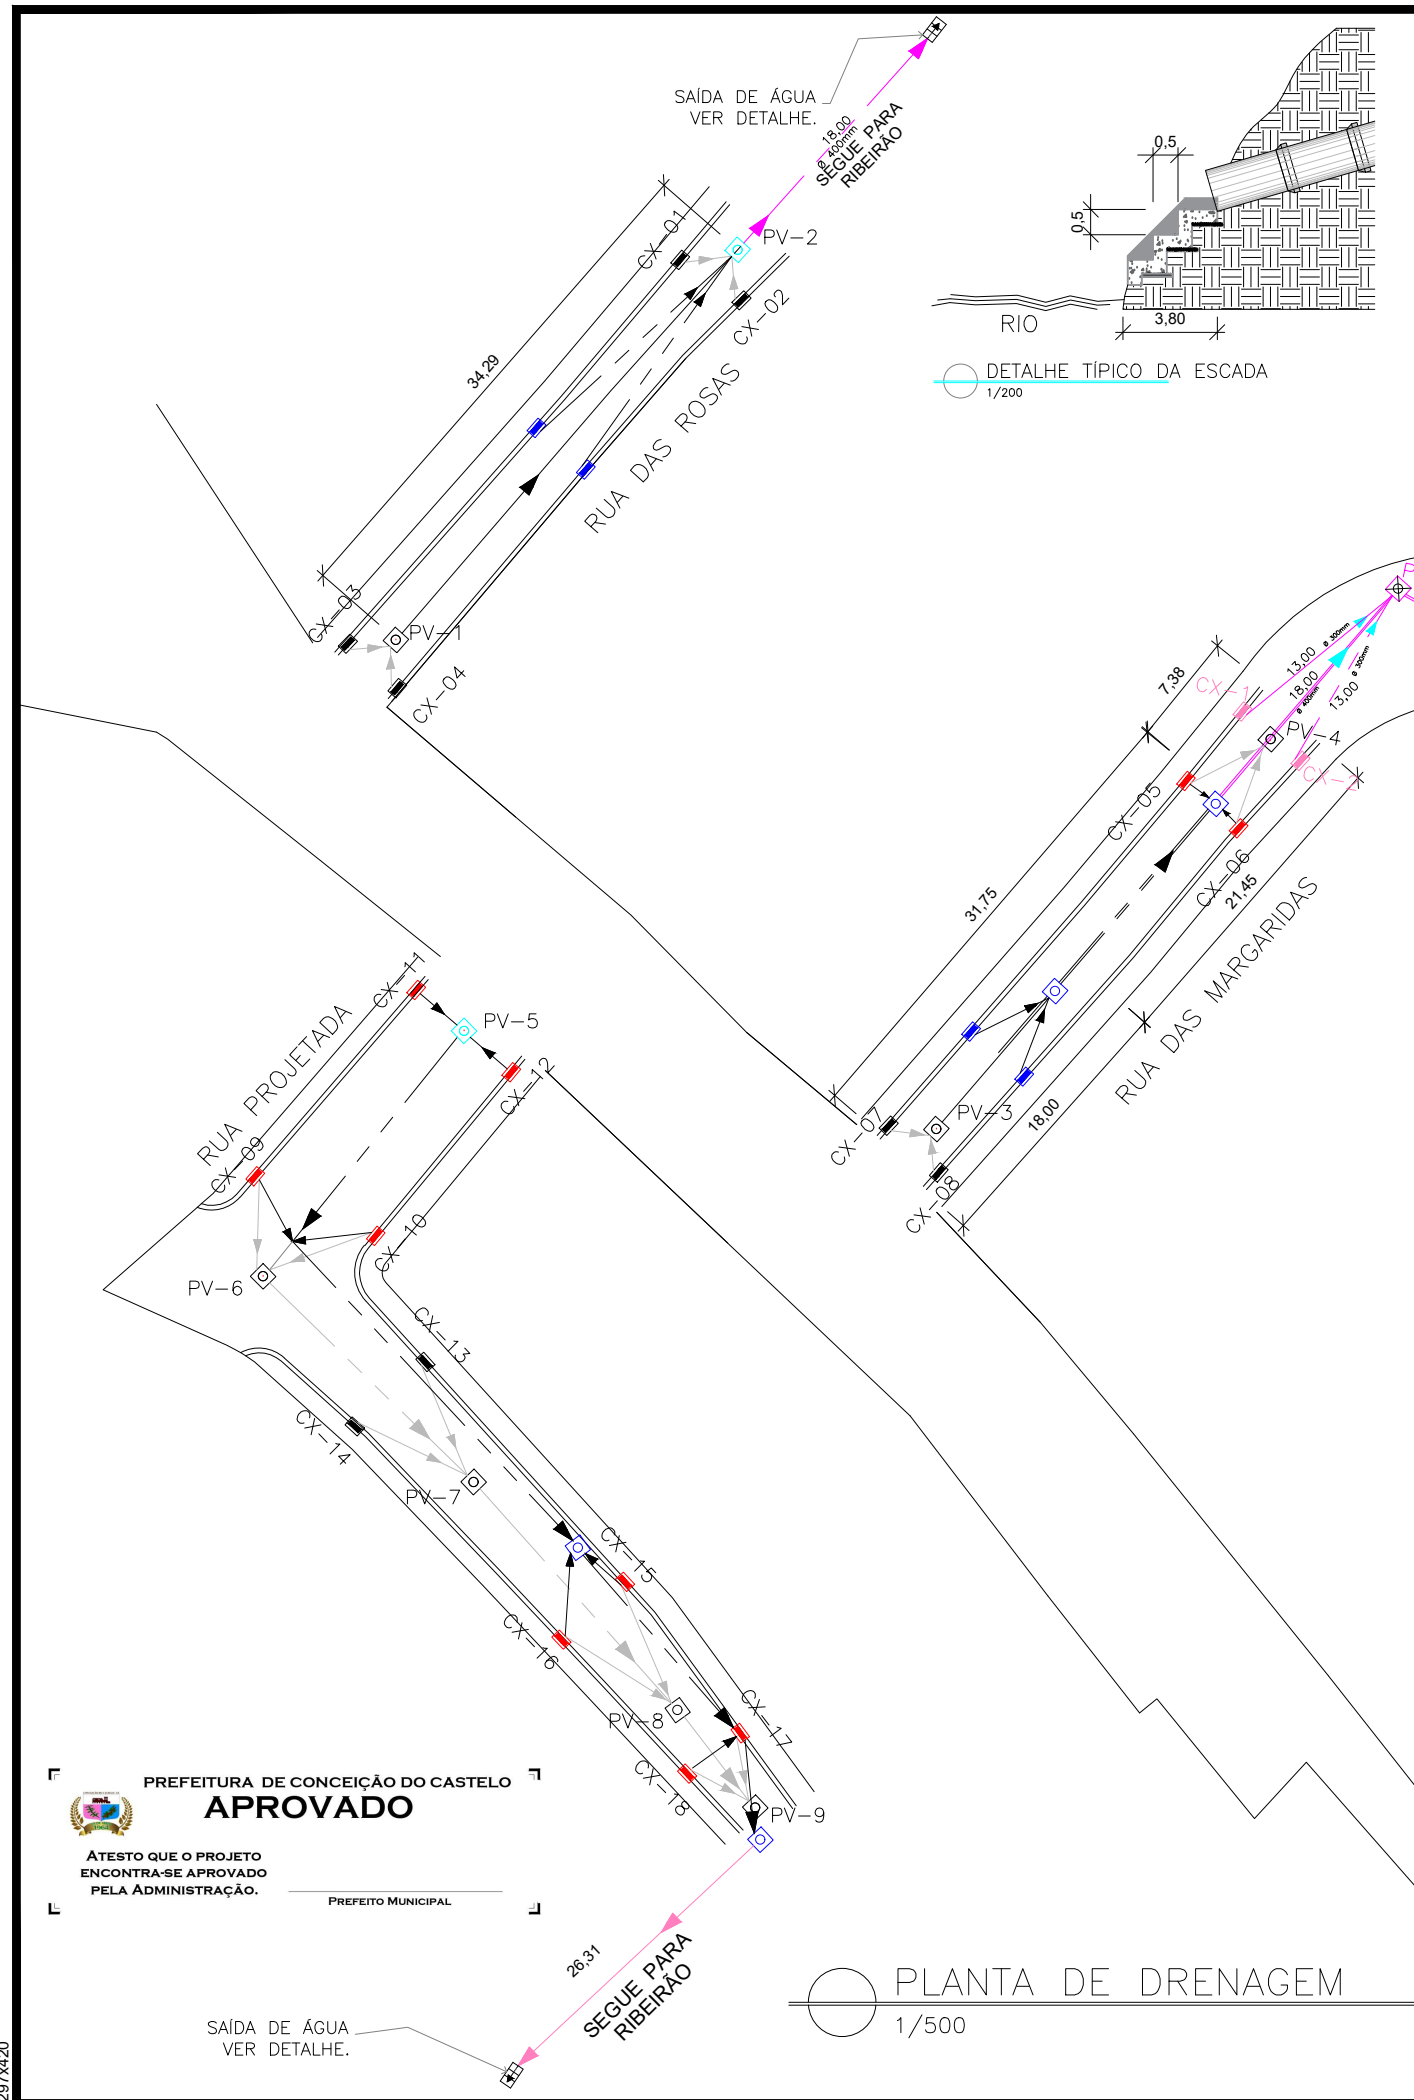 SAÍDA DE ÁGUA
VER DETALHE.
18,00
Ø 400mm
SEGUE PARA
RIBEIRÃO
0,5
0,5
RIO
3,80
DETALHE TÍPICO DA ESCADA
1/200
CX-01
PV-2
CX-02
34,29
RUA DAS ROSAS
CX-03
PV-1
CX-04
13,00
Ø 300mm
18,00
Ø 400mm
13,00
Ø 300mm
7,38
CX-1
PV-4
CX-2
CX-05
CX-06
21,45
31,75
RUA DAS MARGARIDAS
CX-07
PV-3
18,00
CX-08
CX-11
PV-5
RUA PROJETADA
CX-12
CX-09
CX-10
PV-6
CX-13
CX-14
PV-7
CX-15
CX-16
PV-8
CX-17
CX-18
PV-9
PREFEITURA DE CONCEIÇÃO DO CASTELO
APROVADO
ATESTO QUE O PROJETO
ENCONTRA-SE APROVADO
PELA ADMINISTRAÇÃO.
PREFEITO MUNICIPAL
26,31
SEGUE PARA
RIBEIRÃO
PLANTA DE DRENAGEM
1/500
SAÍDA DE ÁGUA
VER DETALHE.
297x420